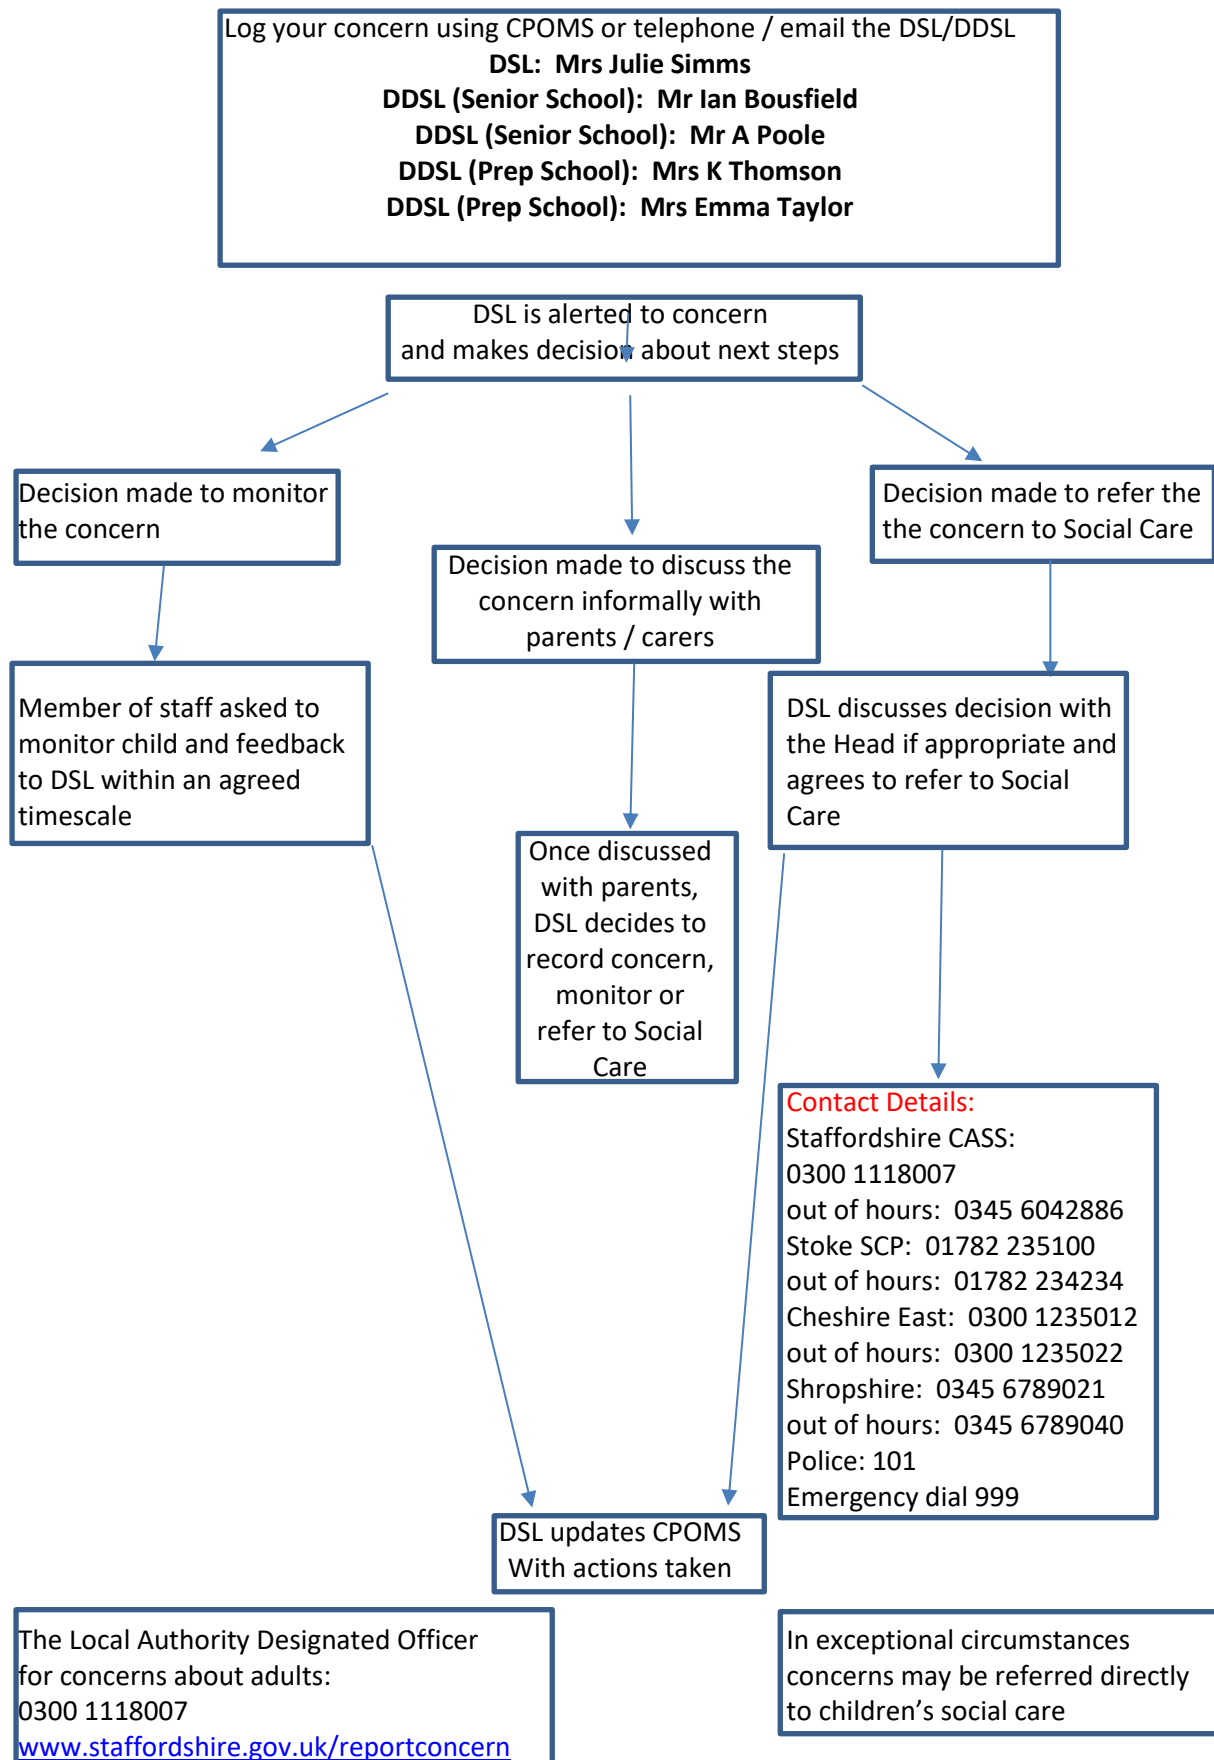 Log your concern using CPOMS or telephone / email the DSL/DDSL
DSL:  Mrs Julie Simms
DDSL (Senior School):  Mr Ian Bousfield
DDSL (Senior School):  Mr A Poole
DDSL (Prep School):  Mrs K Thomson
DDSL (Prep School):  Mrs Emma Taylor
DSL is alerted to concern
and makes decision about next steps
Decision made to monitor
the concern
Decision made to discuss the
concern informally with
parents / carers
Decision made to refer the
the concern to Social Care
Member of staff asked to
monitor child and feedback
to DSL within an agreed
timescale
Once discussed
with parents,
DSL decides to
record concern,
monitor or
refer to Social
Care
DSL discusses decision with
the Head if appropriate and
agrees to refer to Social
Care
Contact Details:
Staffordshire CASS:
0300 1118007
out of hours:  0345 6042886
Stoke SCP:  01782 235100
out of hours:  01782 234234
Cheshire East:  0300 1235012
out of hours:  0300 1235022
Shropshire:  0345 6789021
out of hours:  0345 6789040
Police: 101
Emergency dial 999
DSL updates CPOMS
With actions taken
The Local Authority Designated Officer
for concerns about adults:
0300 1118007
www.staffordshire.gov.uk/reportconcern
In exceptional circumstances
concerns may be referred directly
to children’s social care